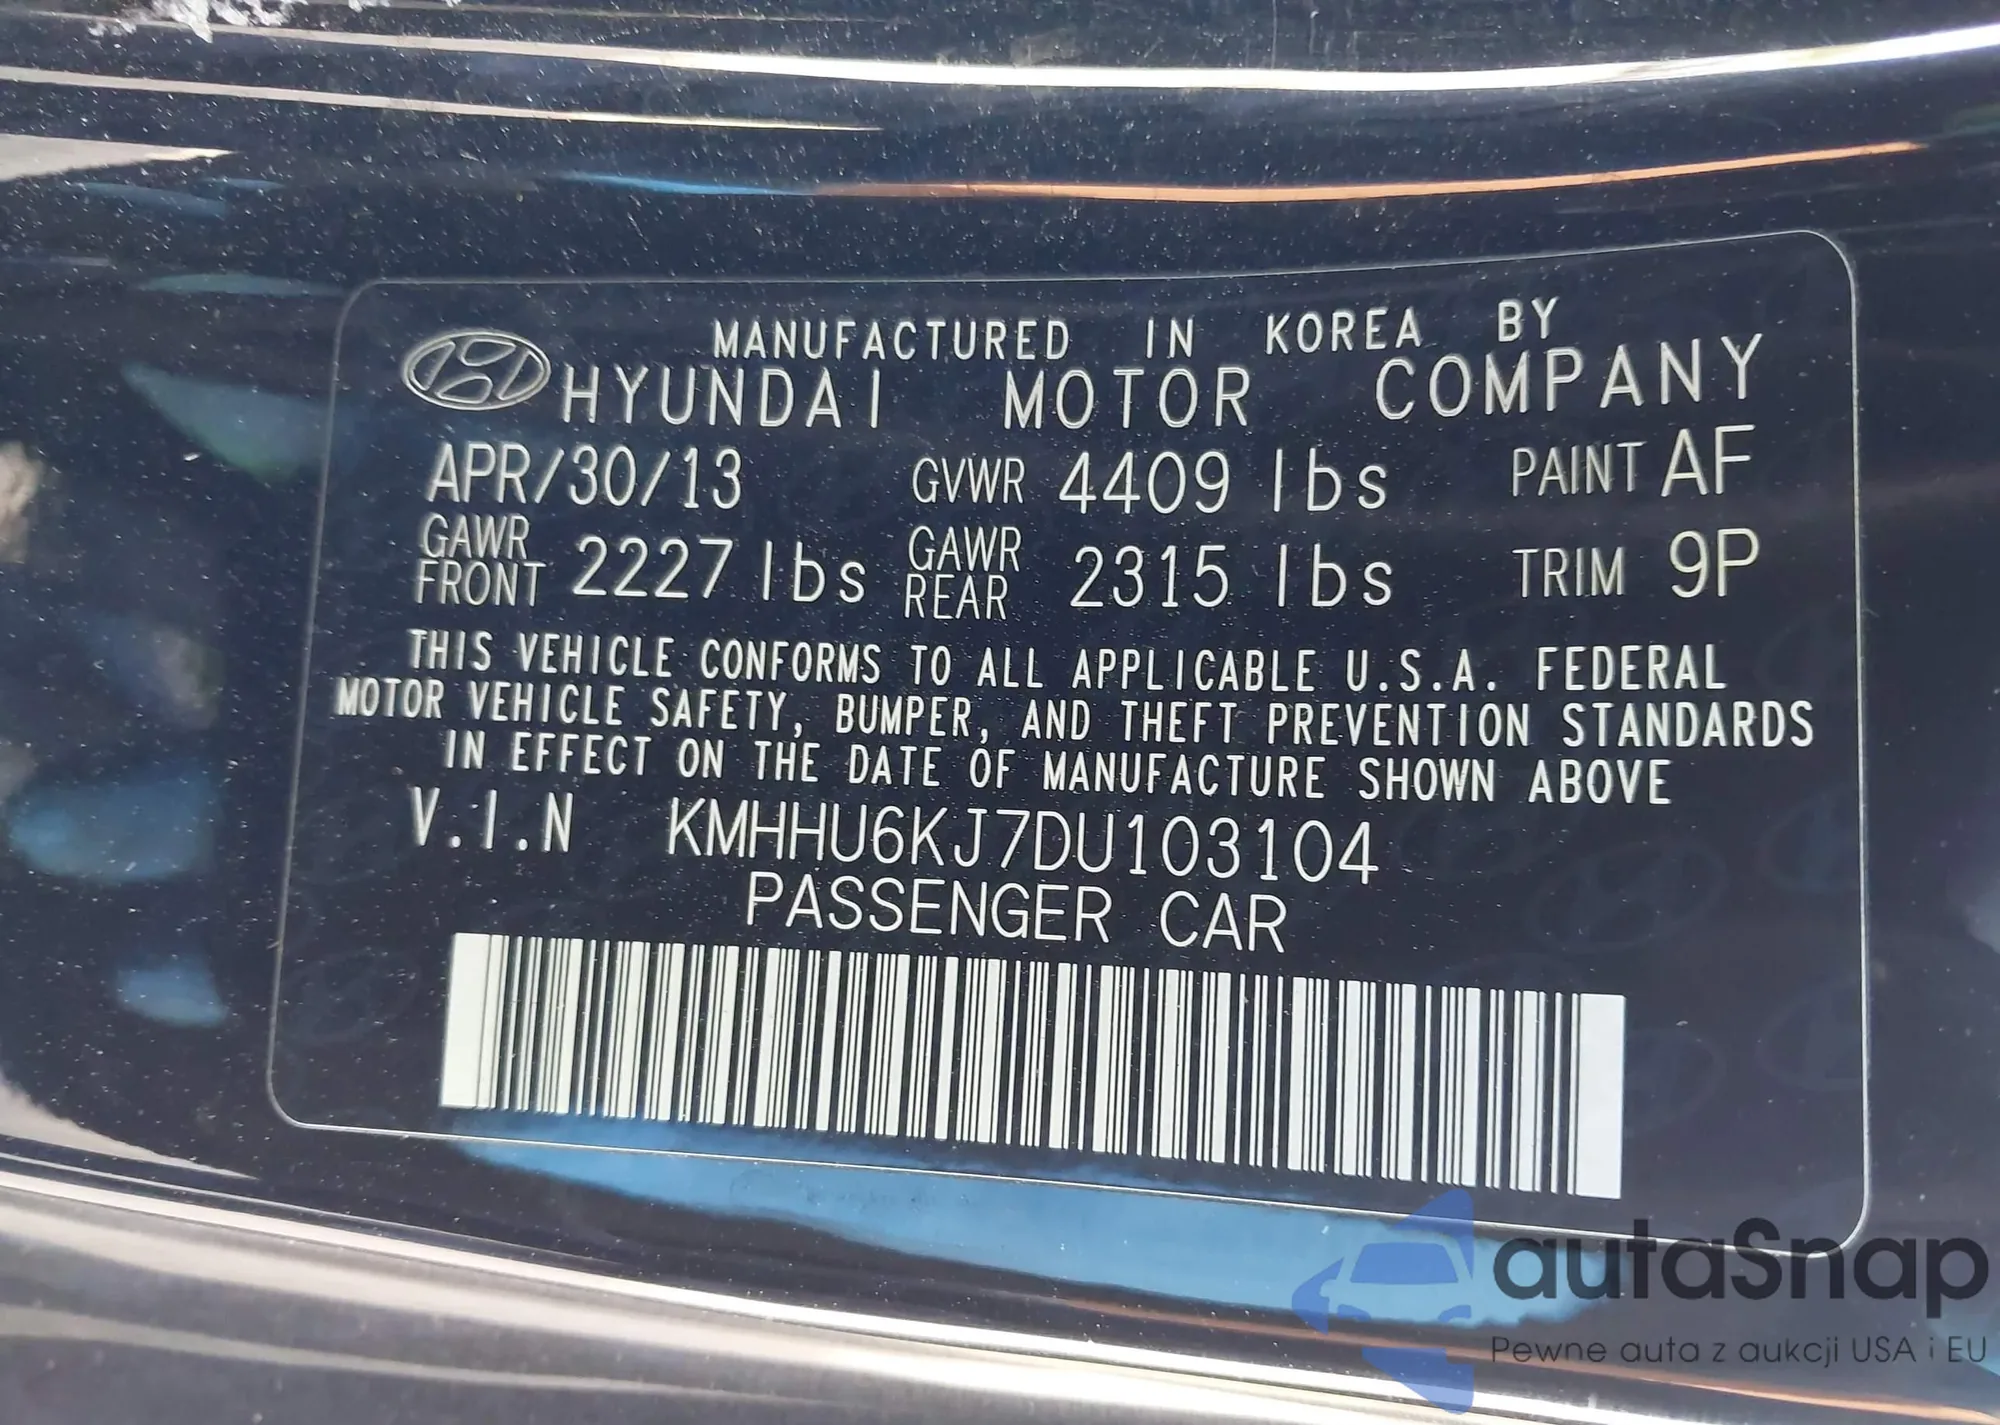 MANUFACTURED IN KOREA BY
HYUNDAI MOTOR COMPANY
APR/30/13 GVWR 4409 lbs PAINT AF
GAWR FRONT 2227 lbs GAWR REAR 2315 lbs TRIM 9P
THIS VEHICLE CONFORMS TO ALL APPLICABLE U.S.A. FEDERAL
MOTOR VEHICLE SAFETY, BUMPER, AND THEFT PREVENTION STANDARDS
IN EFFECT ON THE DATE OF MANUFACTURE SHOWN ABOVE
V.I.N KMHHU6KJ7DU103104
PASSENGER CAR
autaSnap
Pewne auta z aukcji USA i EU